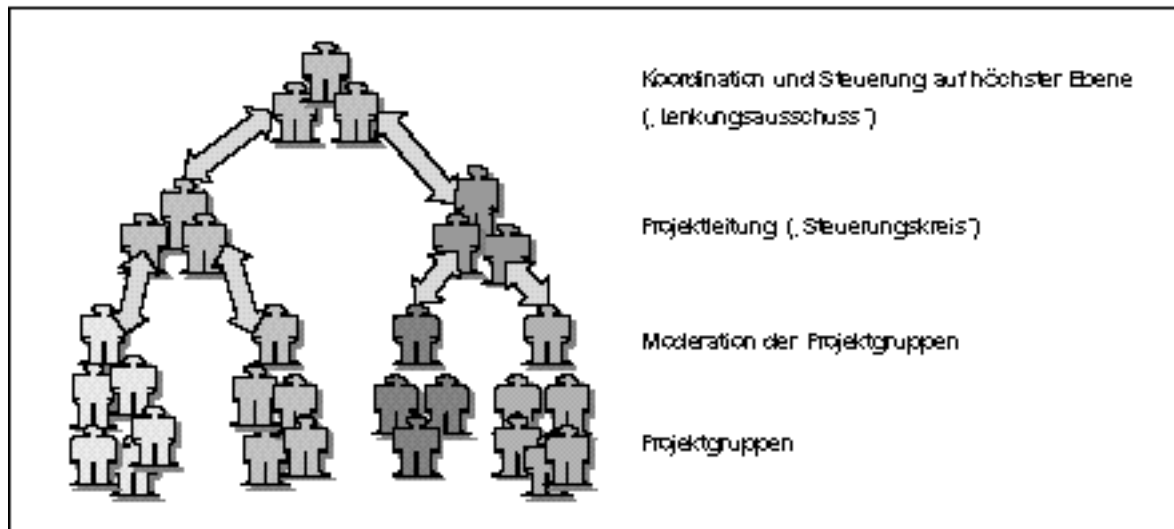 Koordination und Steuerung auf höchster Ebene
(„Lenkungsausschuss“)
Projektleitung („Steuerungskreis“)
Moderation der Projektgruppen
Projektgruppen